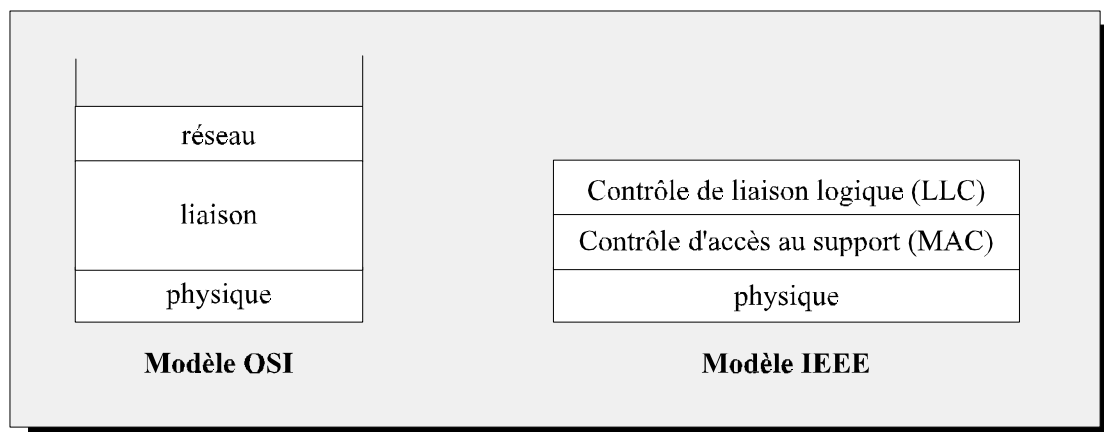 réseau
liaison
physique
Modèle OSI
Contrôle de liaison logique (LLC)
Contrôle d'accès au support (MAC)
physique
Modèle IEEE